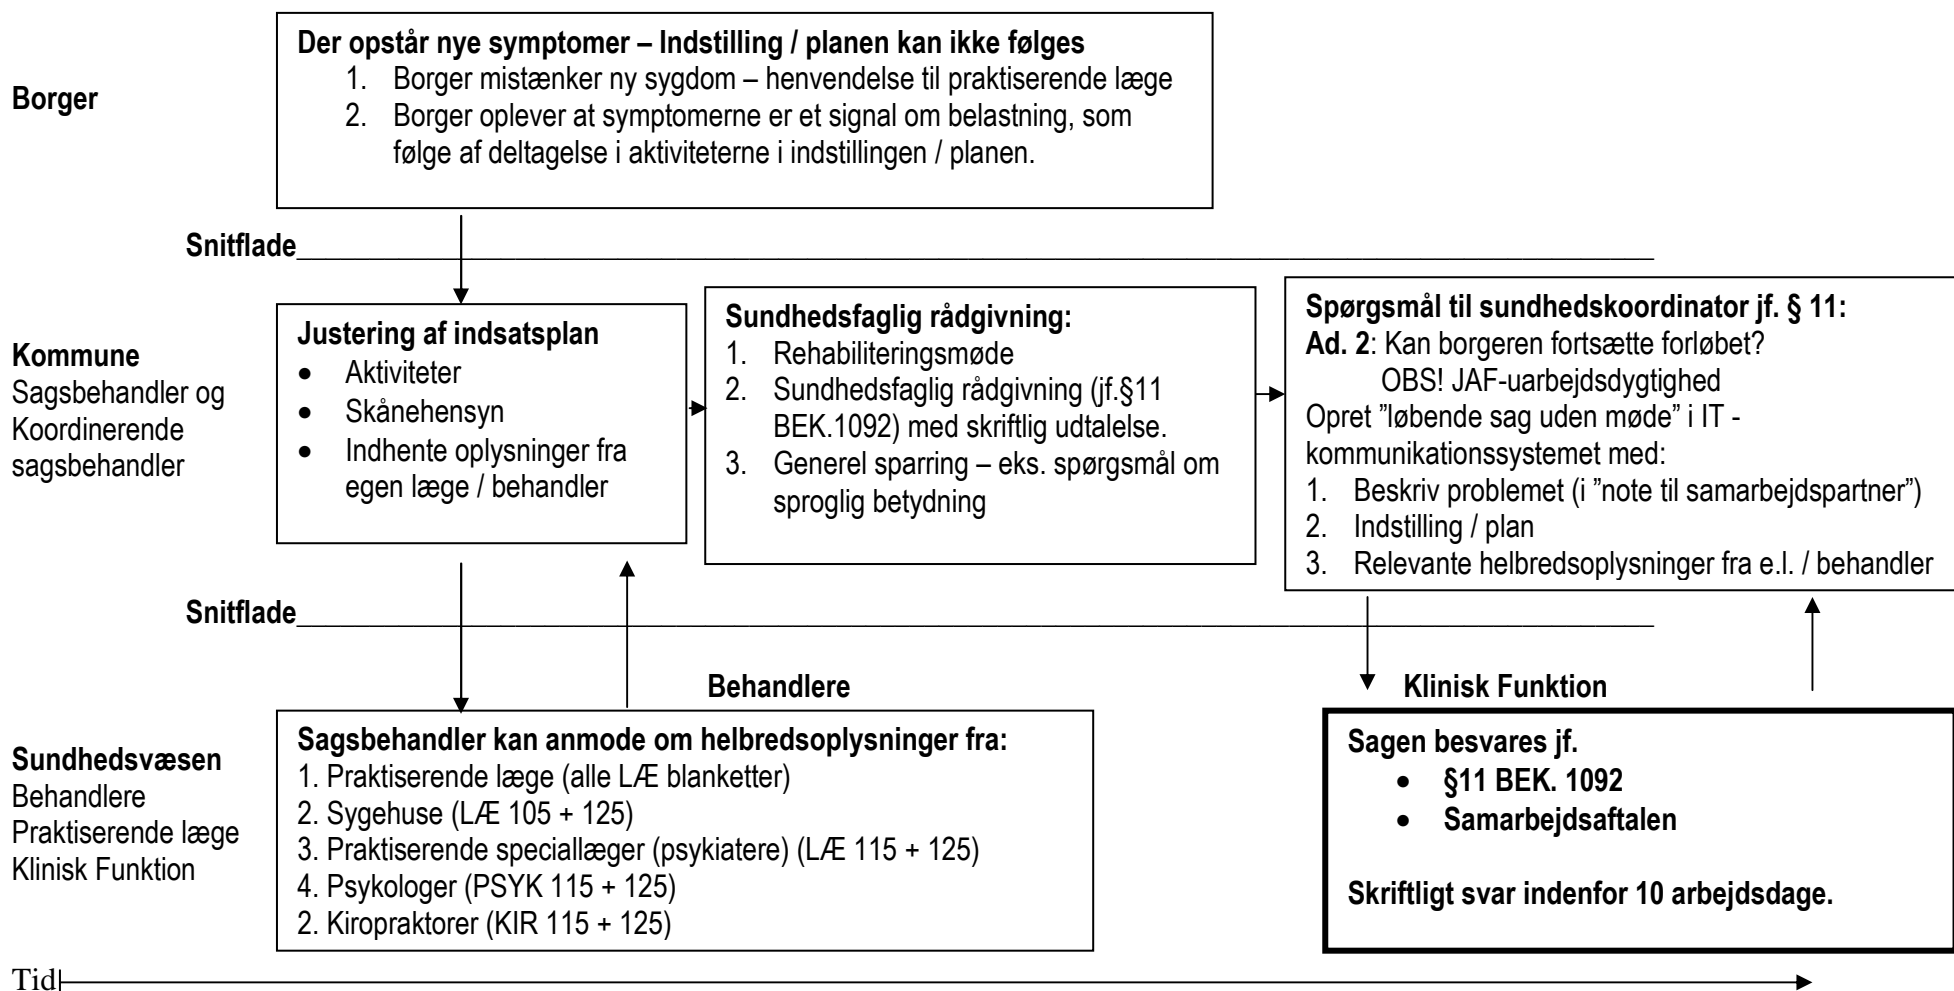 Der opstår nye symptomer – Indstilling / planen kan ikke følges
1. Borger mistænker ny sygdom – henvendelse til praktiserende læge
2. Borger oplever at symptomerne er et signal om belastning, som
følge af deltagelse i aktiviteterne i indstillingen / planen.
Borger
Snitflade
Kommune
Sagsbehandler og
Koordinerende
sagsbehandler
Justering af indsatsplan
• Aktiviteter
• Skånehensyn
• Indhente oplysninger fra
egen læge / behandler
Sundhedsfaglig rådgivning:
1. Rehabiliteringsmøde
2. Sundhedsfaglig rådgivning (jf.§11
BEK.1092) med skriftlig udtalelse.
3. Generel sparring – eks. spørgsmål om
sproglig betydning
Spørgsmål til sundhedskoordinator jf. § 11:
Ad. 2: Kan borgeren fortsætte forløbet?
OBS! JAF-uarbejdsdygtighed
Opret ”løbende sag uden møde” i IT -
kommunikationssystemet med:
1. Beskriv problemet (i ”note til samarbejdspartner”)
2. Indstilling / plan
3. Relevante helbredsoplysninger fra e.l. / behandler
Snitflade
Behandlere
Klinisk Funktion
Sundhedsvæsen
Behandlere
Praktiserende læge
Klinisk Funktion
Sagsbehandler kan anmode om helbredsoplysninger fra:
1. Praktiserende læge (alle LÆ blanketter)
2. Sygehuse (LÆ 105 + 125)
3. Praktiserende speciallæger (psykiatere) (LÆ 115 + 125)
4. Psykologer (PSYK 115 + 125)
2. Kiropraktorer (KIR 115 + 125)
Sagen besvares jf.
• §11 BEK. 1092
• Samarbejdsaftalen
Skriftligt svar indenfor 10 arbejdsdage.
Tid